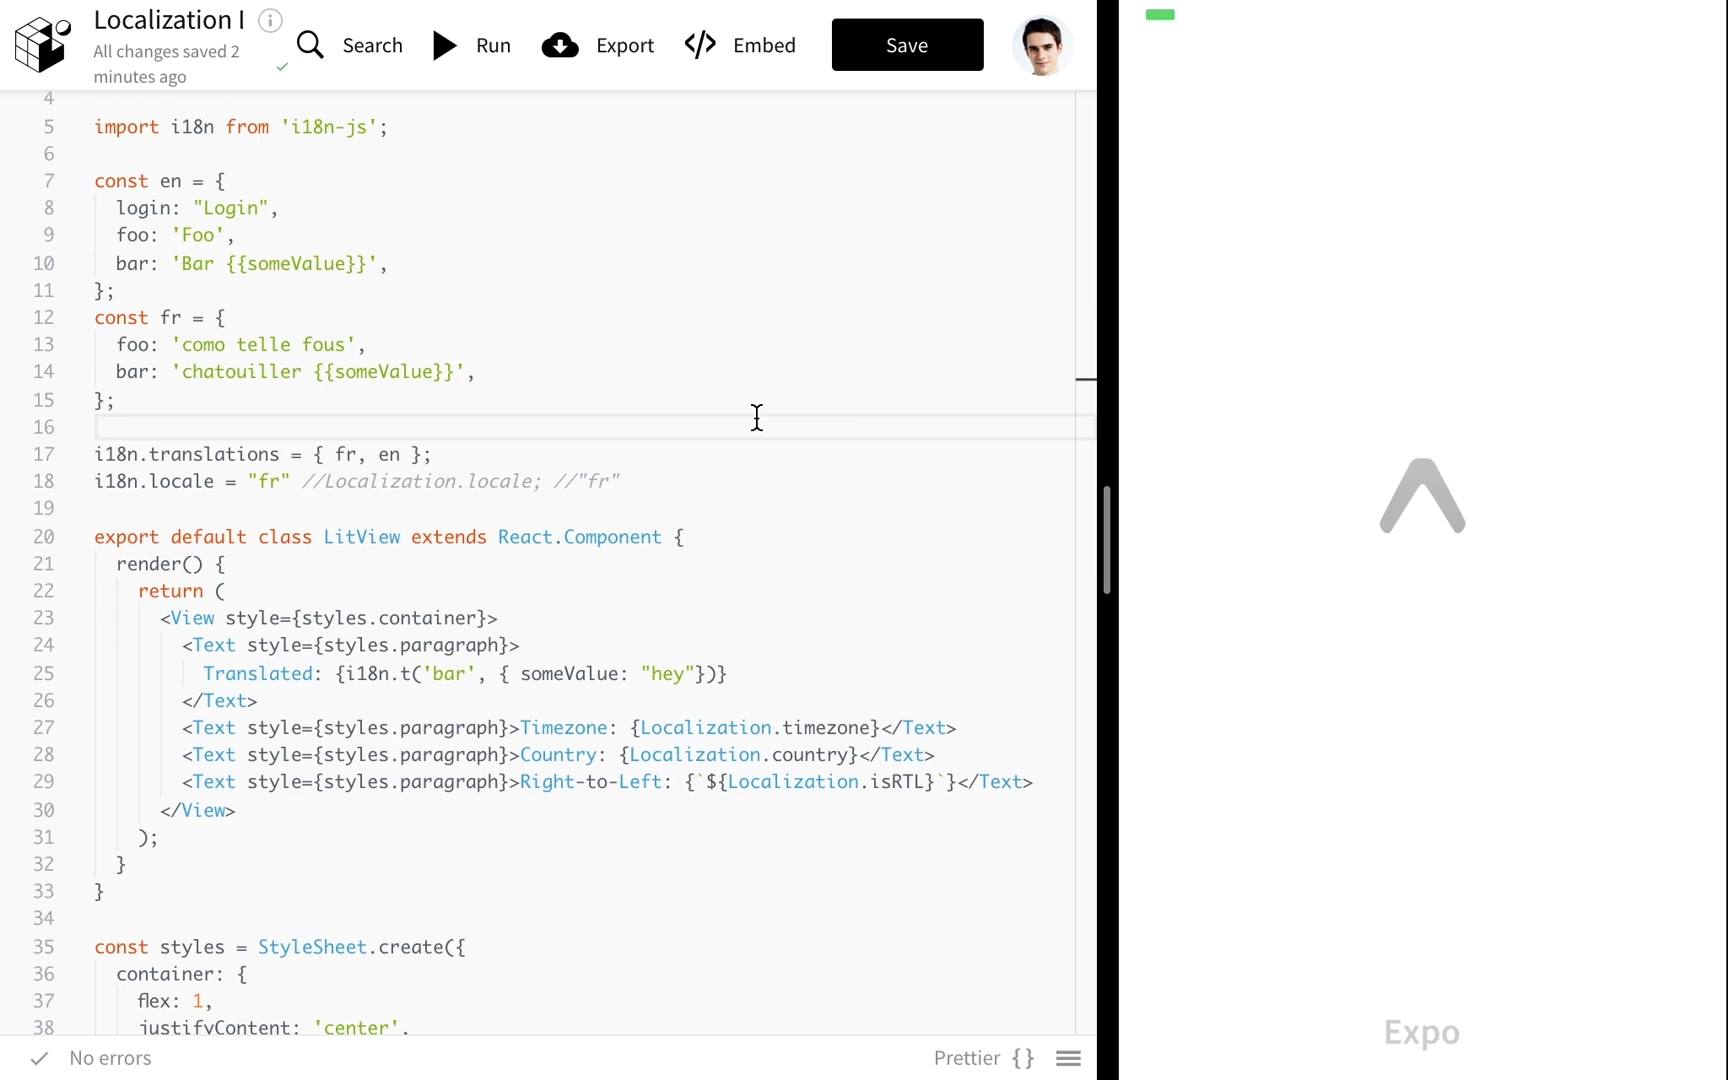 Localization I
All changes saved 2
minutes ago
Search
Run
Export
Embed
Save
4
5 import i18n from 'i18n-js';
6
7 const en = {
8 login: "Login",
9 foo: 'Foo',
10 bar: 'Bar {{someValue}}',
11 };
12 const fr = {
13 foo: 'como telle fous',
14 bar: 'chatouiller {{someValue}}',
15 };
16
17 i18n.translations = { fr, en };
18 i18n.locale = "fr" //Localization.locale; //"fr"
19
20 export default class LitView extends React.Component {
21 render() {
22 return (
23 <View style={styles.container}>
24 <Text style={styles.paragraph}>
25 Translated: {i18n.t('bar', { someValue: "hey"})}
26 </Text>
27 <Text style={styles.paragraph}>Timezone: {Localization.timezone}</Text>
28 <Text style={styles.paragraph}>Country: {Localization.country}</Text>
29 <Text style={styles.paragraph}>Right-to-Left: {`${Localization.isRTL}`}</Text>
30 </View>
31 );
32 }
33 }
34
35 const styles = StyleSheet.create({
36 container: {
37 flex: 1,
38 justifyContent: 'center',
No errors
Prettier {}
Expo